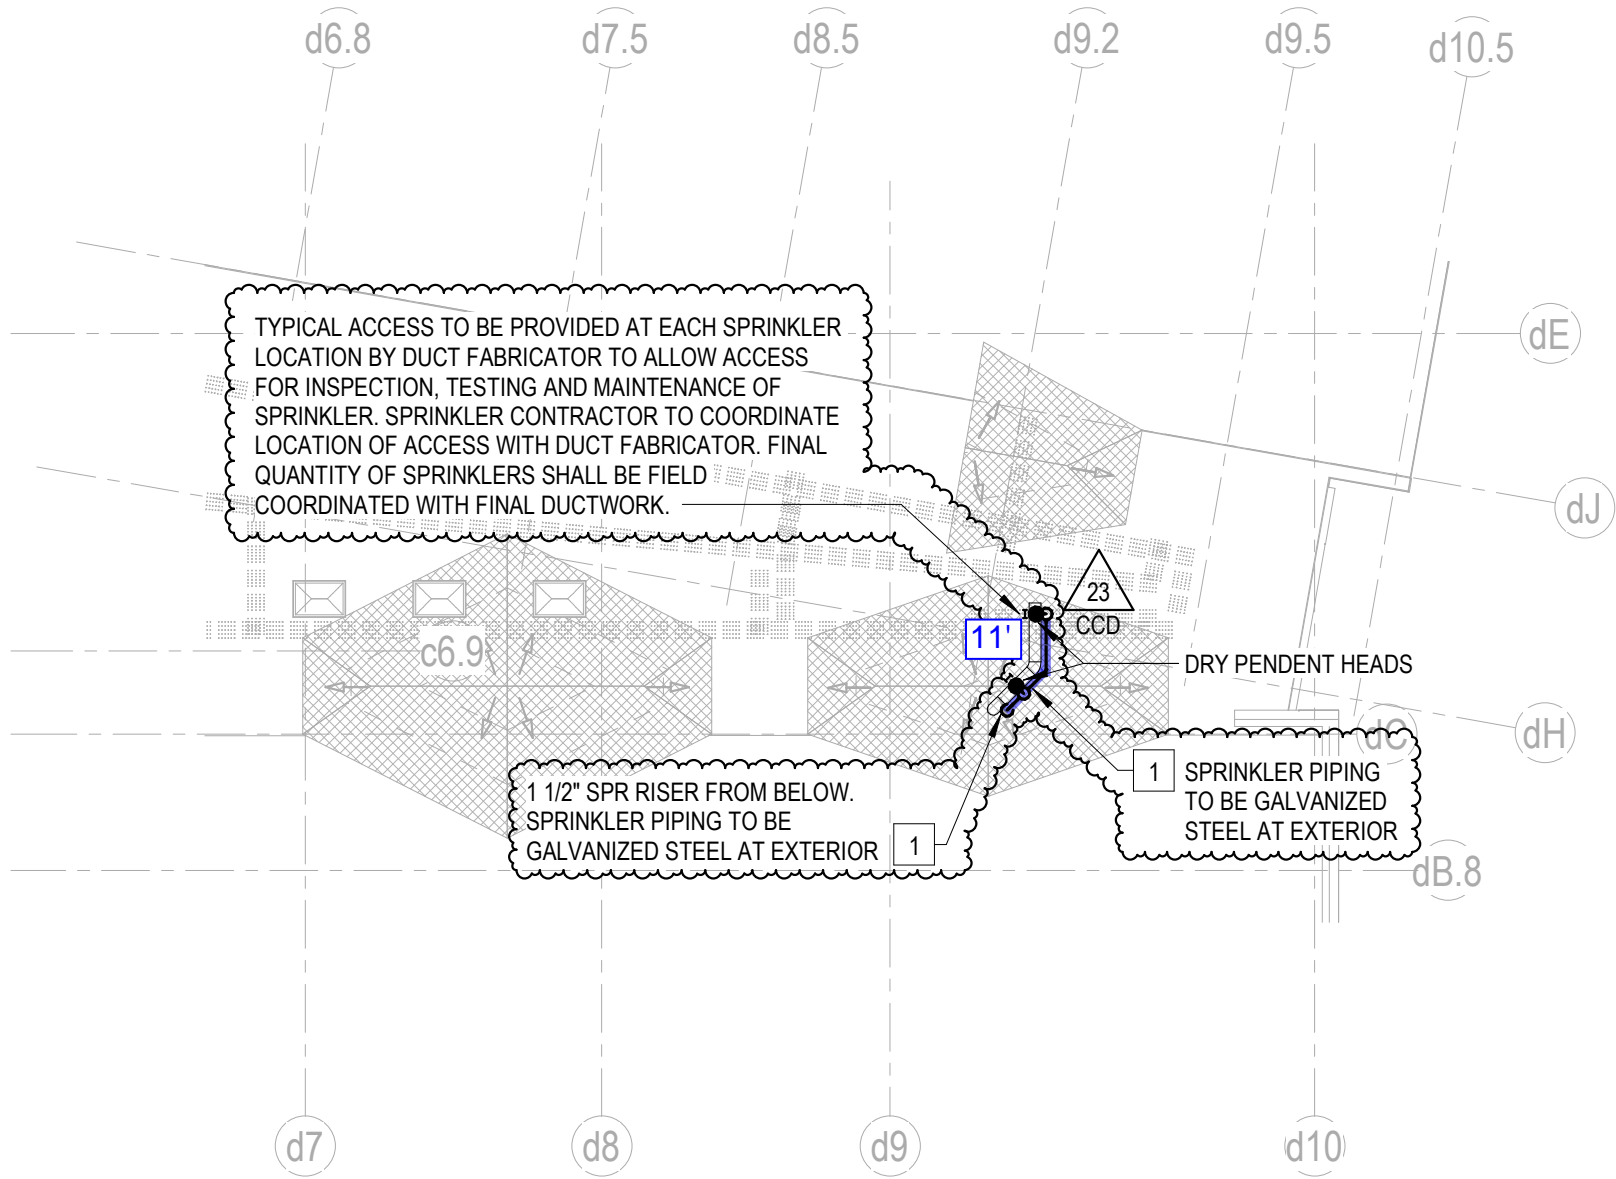 d6.8
d7.5
d8.5
d9.2
d9.5
d10.5
dE
TYPICAL ACCESS TO BE PROVIDED AT EACH SPRINKLER
LOCATION BY DUCT FABRICATOR TO ALLOW ACCESS
FOR INSPECTION, TESTING AND MAINTENANCE OF
SPRINKLER. SPRINKLER CONTRACTOR TO COORDINATE
LOCATION OF ACCESS WITH DUCT FABRICATOR. FINAL
QUANTITY OF SPRINKLERS SHALL BE FIELD
COORDINATED WITH FINAL DUCTWORK.
dJ
23
CCD
11'
c6.9
DRY PENDENT HEADS
dC
dH
1
SPRINKLER PIPING
TO BE GALVANIZED
STEEL AT EXTERIOR
1 1/2" SPR RISER FROM BELOW.
SPRINKLER PIPING TO BE
GALVANIZED STEEL AT EXTERIOR
1
dB.8
d7
d8
d9
d10